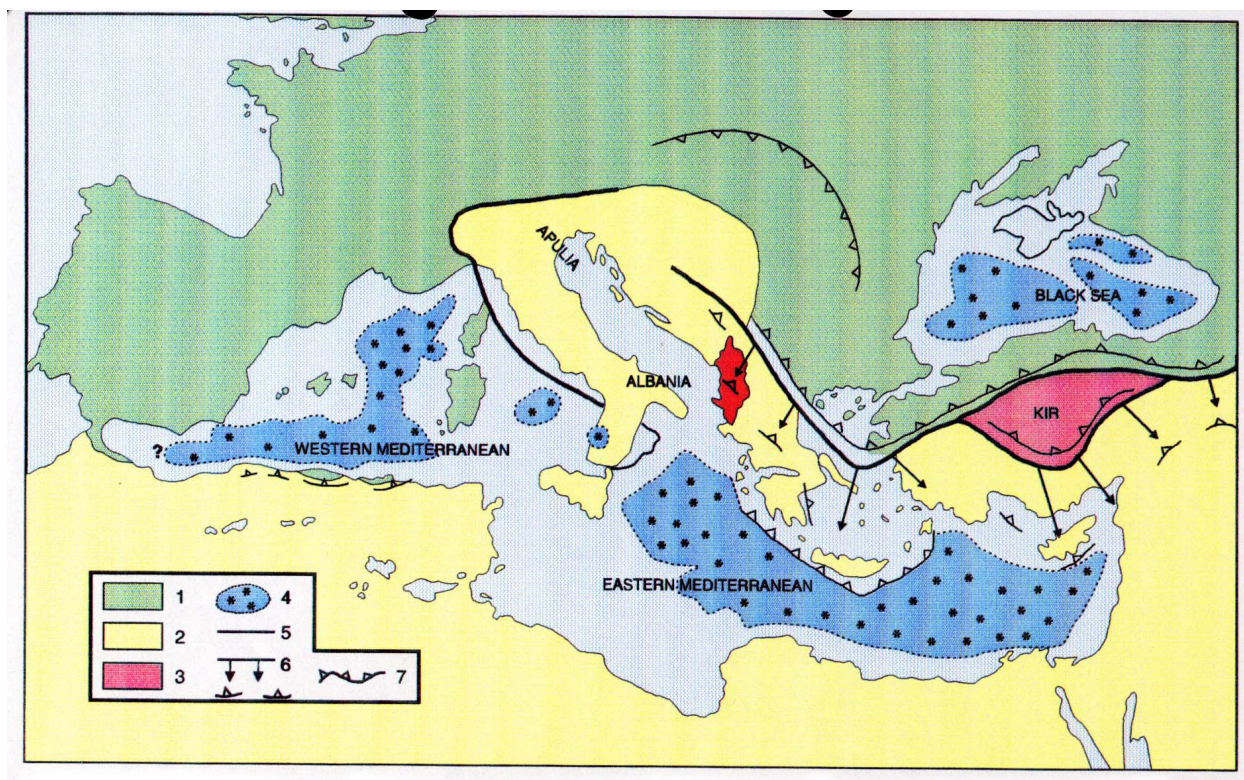 APULIA
BLACK SEA
ALBANIA
KIR
?
WESTERN MEDITERRANEAN
EASTERN MEDITERRANEAN
1
2
3
4
5
6
7